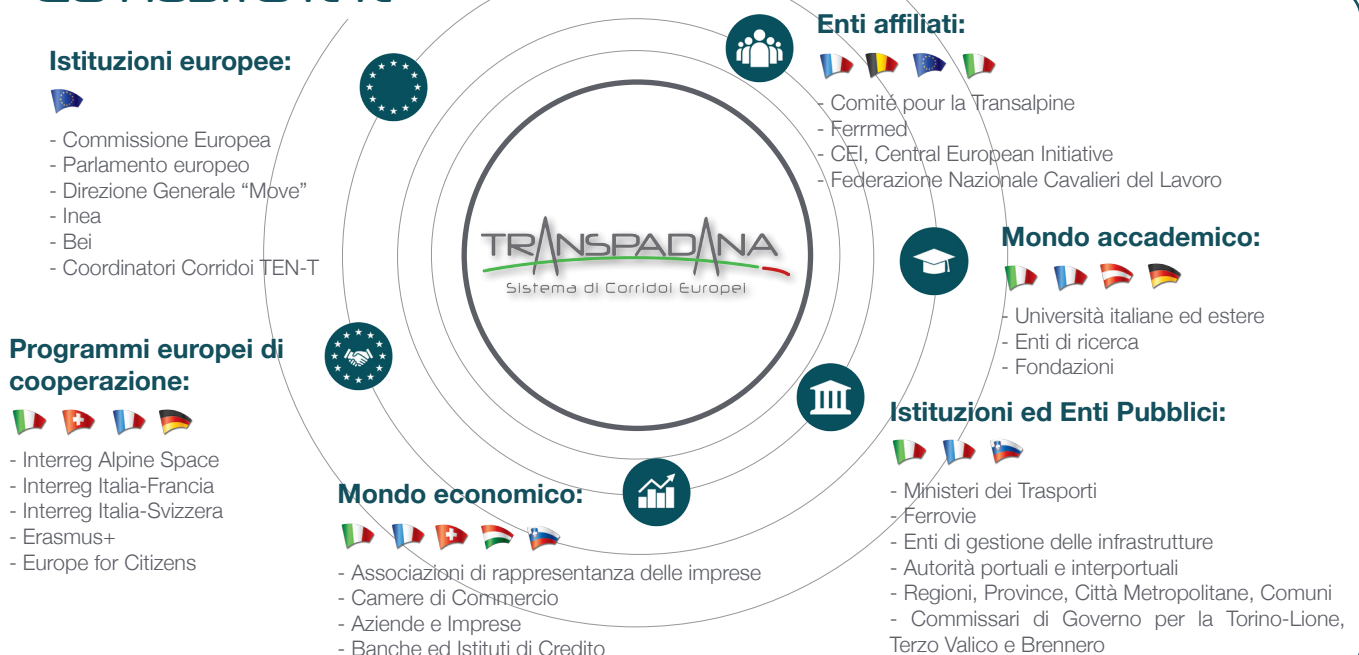 Istituzioni europee:
- Commissione Europea
- Parlamento europeo
- Direzione Generale “Move”
- Inea
- Bei
- Coordinatori Corridoi TEN-T
Enti affiliati:
- Comité pour la Transalpine
- Ferrmed
- CEI, Central European Initiative
- Federazione Nazionale Cavalieri del Lavoro
TRANSPADANA
Sistema di Corridoi Europei
Mondo accademico:
- Università italiane ed estere
- Enti di ricerca
- Fondazioni
Programmi europei di
cooperazione:
- Interreg Alpine Space
- Interreg Italia-Francia
- Interreg Italia-Svizzera
- Erasmus+
- Europe for Citizens
Mondo economico:
- Associazioni di rappresentanza delle imprese
- Camere di Commercio
- Aziende e Imprese
- Banche ed Istituti di Credito
Istituzioni ed Enti Pubblici:
- Ministeri dei Trasporti
- Ferrovie
- Enti di gestione delle infrastrutture
- Autorità portuali e interportuali
- Regioni, Province, Città Metropolitane, Comuni
- Commissari di Governo per la Torino-Lione,
Terzo Valico e Brennero